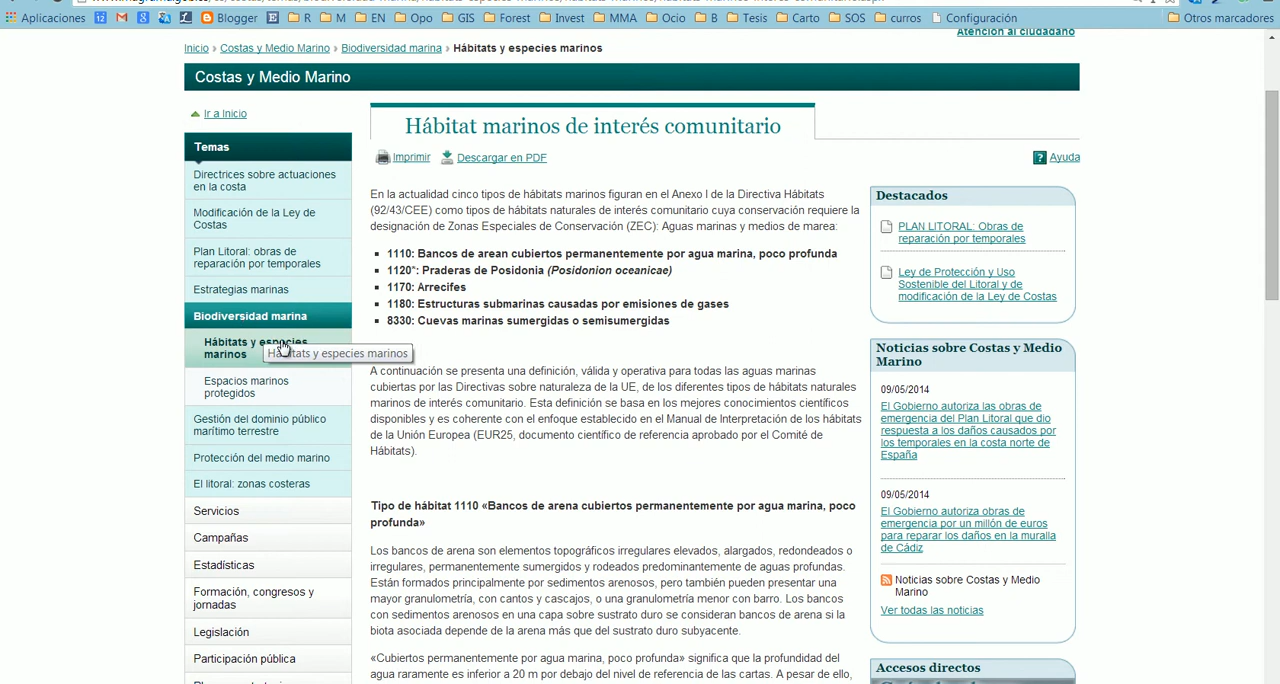 Aplicaciones
Blogger
R
M
EN
Opo
GIS
Forest
Invest
MMA
Ocio
B
Tesis
Carto
SOS
curros
Configuración
Otros marcadores
Atención al ciudadano
Inicio › Costas y Medio Marino › Biodiversidad marina › Hábitats y especies marinos
Costas y Medio Marino
Ir a Inicio
Temas
Directrices sobre actuaciones
en la costa
Modificación de la Ley de
Costas
Plan Litoral: obras de
reparación por temporales
Estrategias marinas
Biodiversidad marina
Hábitats y especies
marinos
Hábitats y especies marinos
Espacios marinos
protegidos
Gestión del dominio público
marítimo terrestre
Protección del medio marino
El litoral: zonas costeras
Servicios
Campañas
Estadísticas
Formación, congresos y
jornadas
Legislación
Participación pública
Hábitat marinos de interés comunitario
Imprimir
Descargar en PDF
Ayuda
En la actualidad cinco tipos de hábitats marinos figuran en el Anexo I de la Directiva Hábitats
(92/43/CEE) como tipos de hábitats naturales de interés comunitario cuya conservación requiere la
designación de Zonas Especiales de Conservación (ZEC): Aguas marinas y medios de marea:
1110: Bancos de arean cubiertos permanentemente por agua marina, poco profunda
1120*: Praderas de Posidonia (Posidonion oceanicae)
1170: Arrecifes
1180: Estructuras submarinas causadas por emisiones de gases
8330: Cuevas marinas sumergidas o semisumergidas
A continuación se presenta una definición, válida y operativa para todas las aguas marinas
cubiertas por las Directivas sobre naturaleza de la UE, de los diferentes tipos de hábitats naturales
marinos de interés comunitario. Esta definición se basa en los mejores conocimientos científicos
disponibles y es coherente con el enfoque establecido en el Manual de Interpretación de los hábitats
de la Unión Europea (EUR25, documento científico de referencia aprobado por el Comité de
Hábitats).
Tipo de hábitat 1110 «Bancos de arena cubiertos permanentemente por agua marina, poco
profunda»
Los bancos de arena son elementos topográficos irregulares elevados, alargados, redondeados o
irregulares, permanentemente sumergidos y rodeados predominantemente de aguas profundas.
Están formados principalmente por sedimentos arenosos, pero también pueden presentar una
mayor granulometría, con cantos y cascajos, o una granulometría menor con barro. Los bancos
con sedimentos arenosos en una capa sobre sustrato duro se consideran bancos de arena si la
biota asociada depende de la arena más que del sustrato duro subyacente.
«Cubiertos permanentemente por agua marina, poco profunda» significa que la profundidad del
agua raramente es inferior a 20 m por debajo del nivel de referencia de las cartas. A pesar de ello,
Destacados
PLAN LITORAL: Obras de
reparación por temporales
Ley de Protección y Uso
Sostenible del Litoral y de
modificación de la Ley de Costas
Noticias sobre Costas y Medio
Marino
09/05/2014
El Gobierno autoriza las obras de
emergencia del Plan Litoral que dio
respuesta a los daños causados por
los temporales en la costa norte de
España
09/05/2014
El Gobierno autoriza obras de
emergencia por un millón de euros
para reparar los daños en la muralla
de Cádiz
Noticias sobre Costas y Medio
Marino
Ver todas las noticias
Accesos directos